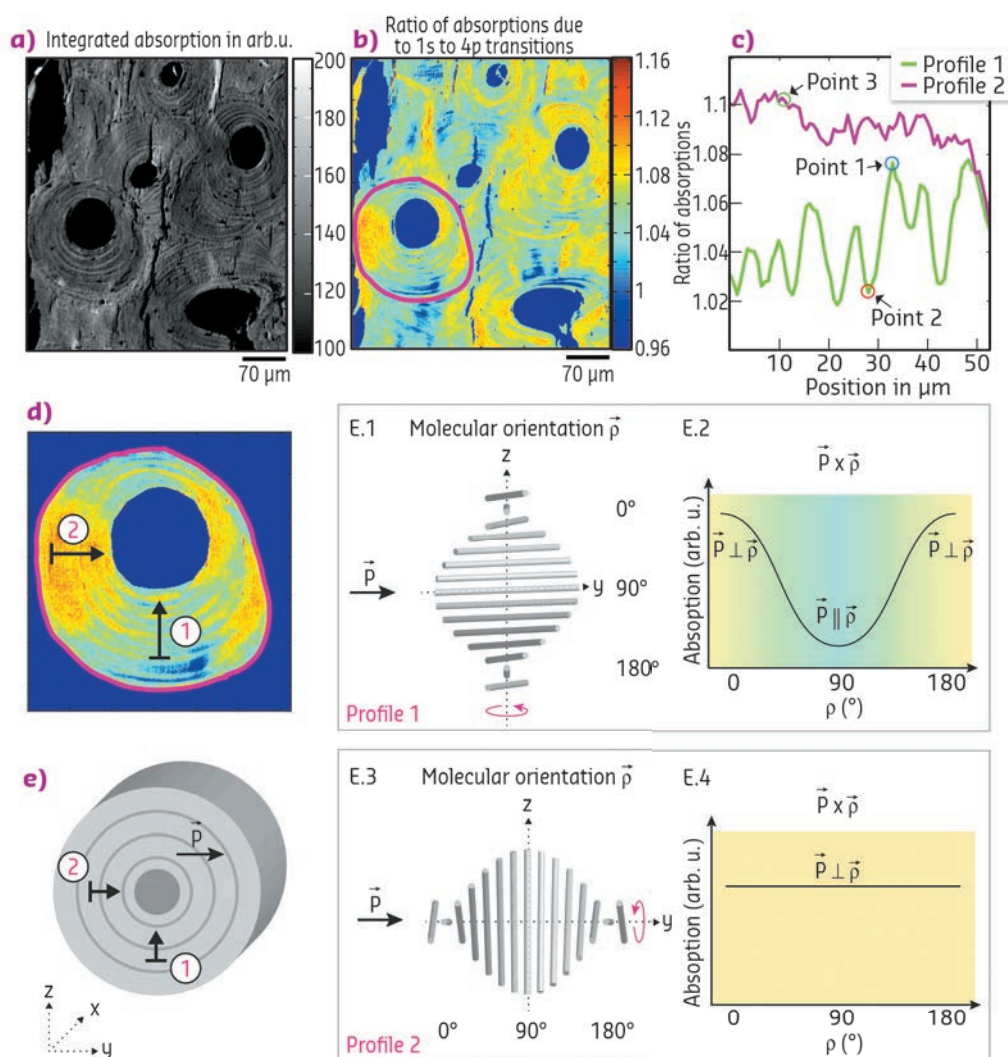 a) Integrated absorption in arb.u.
200
180
160
140
120
100
70 µm
b) Ratio of absorptions due
to 1s to 4p transitions
1.16
1.12
1.08
1.04
1
0.96
70 µm
c)
Profile 1
Profile 2
Point 3
Point 1
Point 2
Ratio of absorptions
1.1
1.08
1.06
1.04
1.02
10 20 30 40 50
Position in µm
d)
2
1
E.1 Molecular orientation ρ⃗
z
0°
P⃗
y 90°
180°
Profile 1
E.2
P⃗ x ρ⃗
Absoption (arb. u.)
P⃗ ⊥ ρ⃗
P⃗ ⊥ ρ⃗
P⃗ || ρ⃗
0 90 180
ρ (°)
e)
P⃗
2
1
z
x
y
E.3 Molecular orientation ρ⃗
z
P⃗
y
0° 90° 180°
Profile 2
E.4
P⃗ x ρ⃗
Absoption (arb. u.)
P⃗ ⊥ ρ⃗
0 90 180
ρ (°)